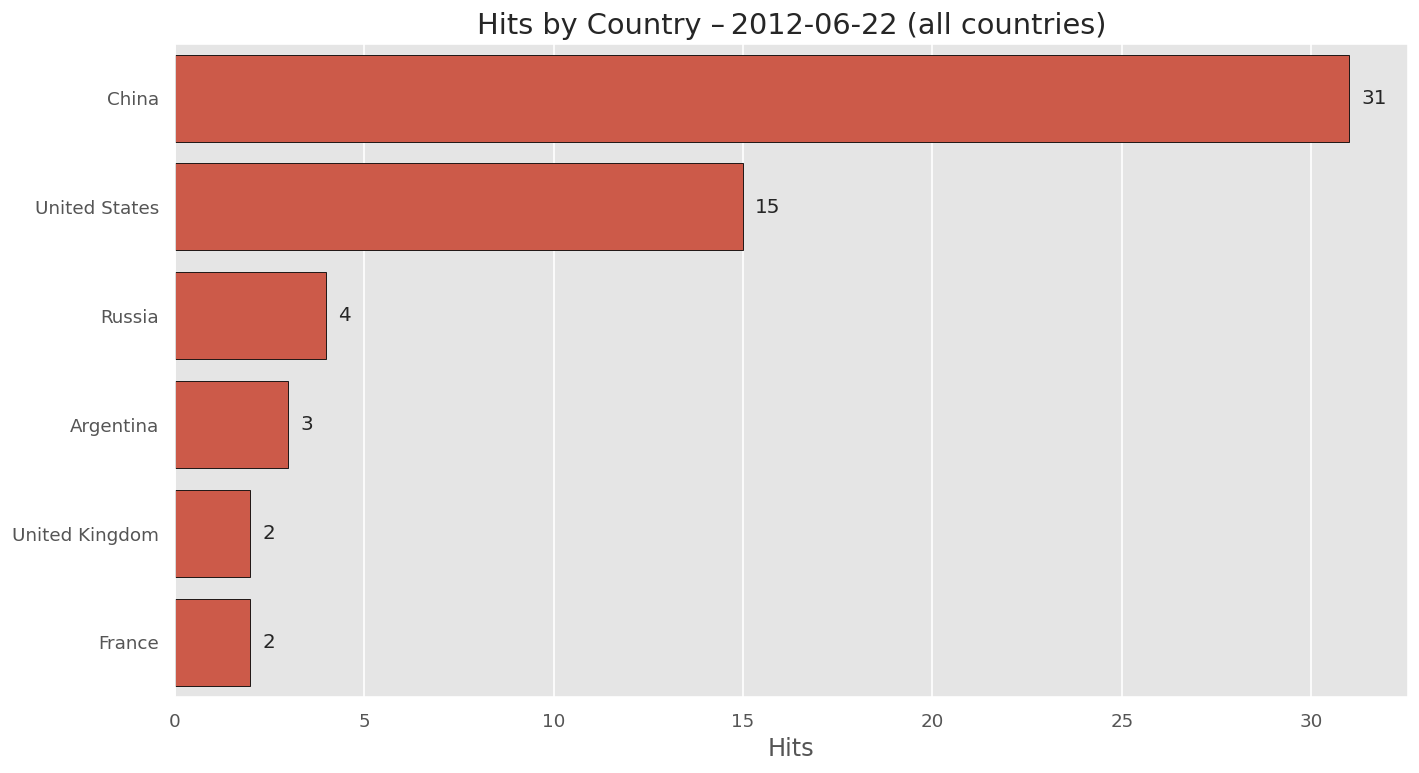 Hits by Country – 2012-06-22 (all countries)
China 31
United States 15
Russia 4
Argentina 3
United Kingdom 2
France 2
0 5 10 15 20 25 30
Hits